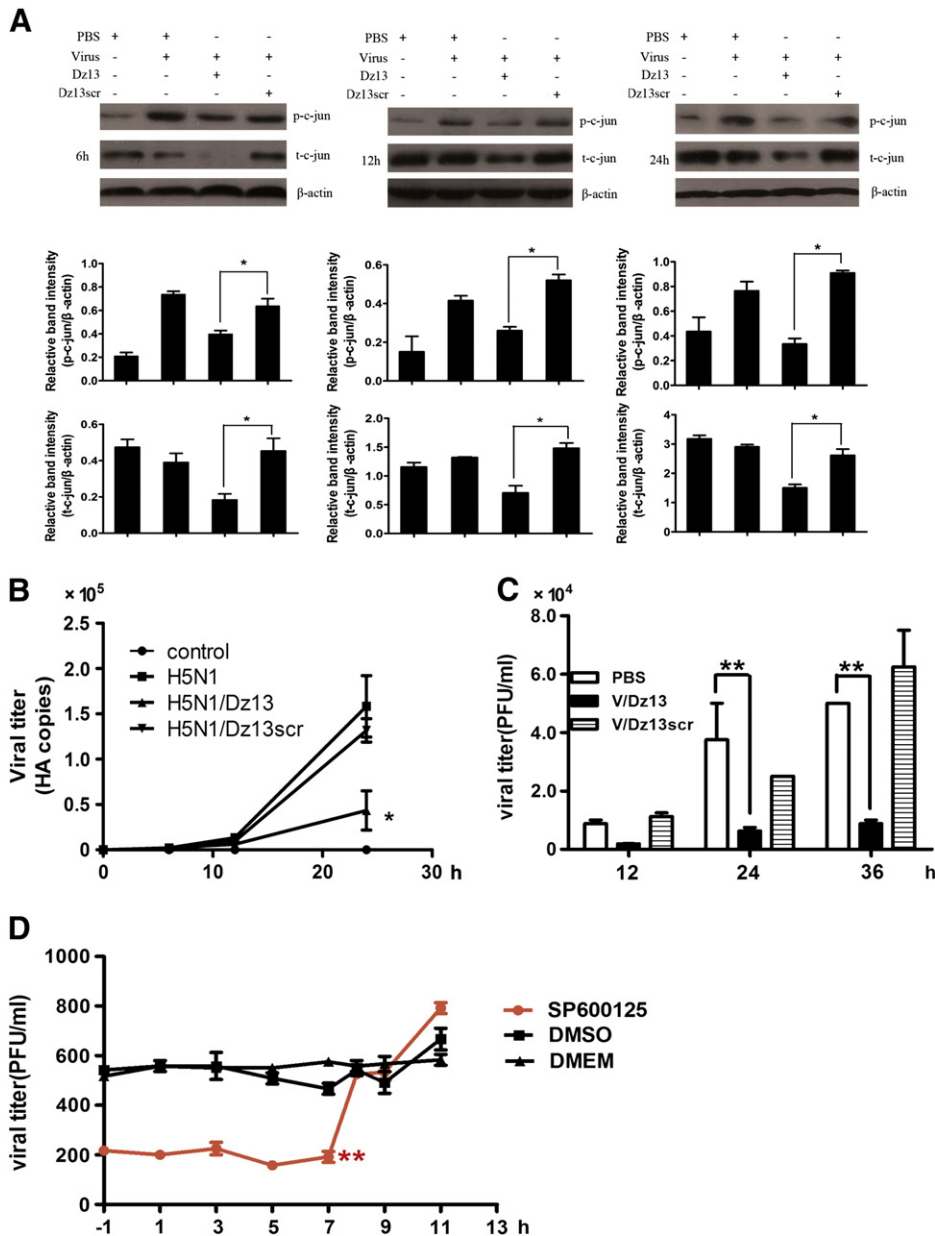 A
PBS + + - -
Virus - + + +
Dz13 - - + -
Dz13scr - - - +
p-c-jun
6h t-c-jun
β-actin
PBS + + - -
Virus - + + +
Dz13 - - + -
Dz13scr - - - +
p-c-jun
12h t-c-jun
β-actin
PBS + + - -
Virus - + + +
Dz13 - - + -
Dz13scr - - - +
p-c-jun
24h t-c-jun
β-actin
Relactive band intensity
(p-c-jun/β-actin)
1.0
0.8
0.6
0.4
0.2
0.0
*
Relactive band intensity
(p-c-jun/β-actin)
0.6
0.4
0.2
0.0
*
Relactive band intensity
(p-c-jun/β-actin)
1.0
0.8
0.6
0.4
0.2
0.0
*
Relactive band intensity
(t-c-jun/β-actin)
0.6
0.4
0.2
0.0
*
Relactive band intensity
(t-c-jun/β-actin)
2.0
1.5
1.0
0.5
0.0
*
Relactive band intensity
(t-c-jun/β-actin)
4
3
2
1
0
*
B
× 10⁵
Viral titer
(HA copies)
2.5
2.0
1.5
1.0
0.5
0
control
H5N1
H5N1/Dz13
H5N1/Dz13scr
*
0 10 20 30 h
C
× 10⁴
viral titer(PFU/ml)
8.0
6.0
4.0
2.0
0
PBS
V/Dz13
V/Dz13scr
**
**
12 24 36 h
D
viral titer(PFU/ml)
1000
800
600
400
200
0
SP600125
DMSO
DMEM
**
-1 1 3 5 7 9 11 13 h